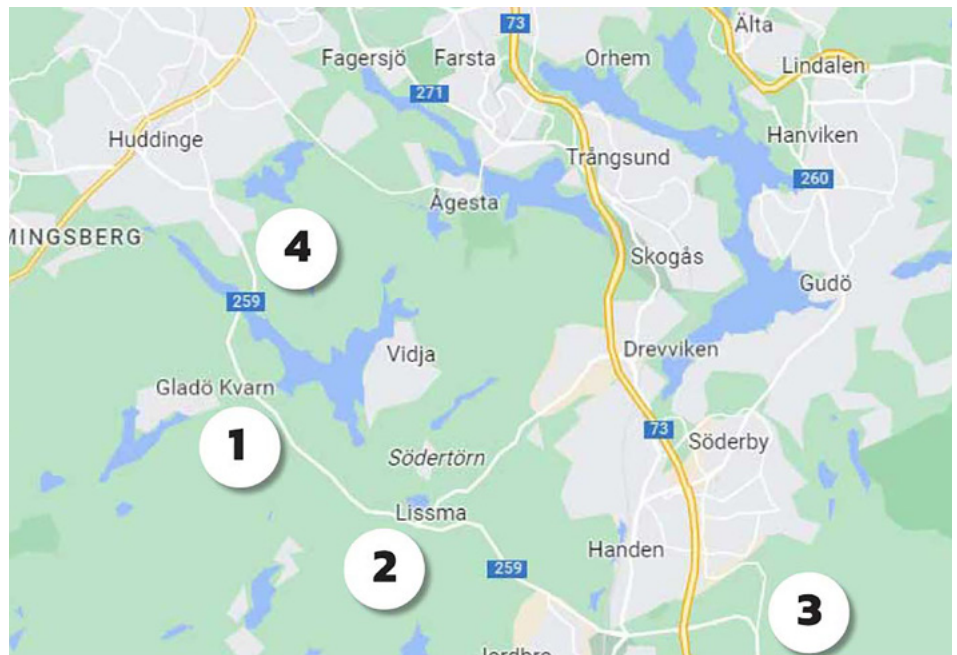 73
Älta
Fagersjö
Farsta
Orhem
Lindalen
271
Huddinge
Hanviken
Trångsund
260
Ågesta
MINGSBERG
4
Skogås
Gudö
259
Vidja
Drevviken
Gladö Kvarn
1
73
Söderby
Södertörn
Lissma
2
Handen
259
3